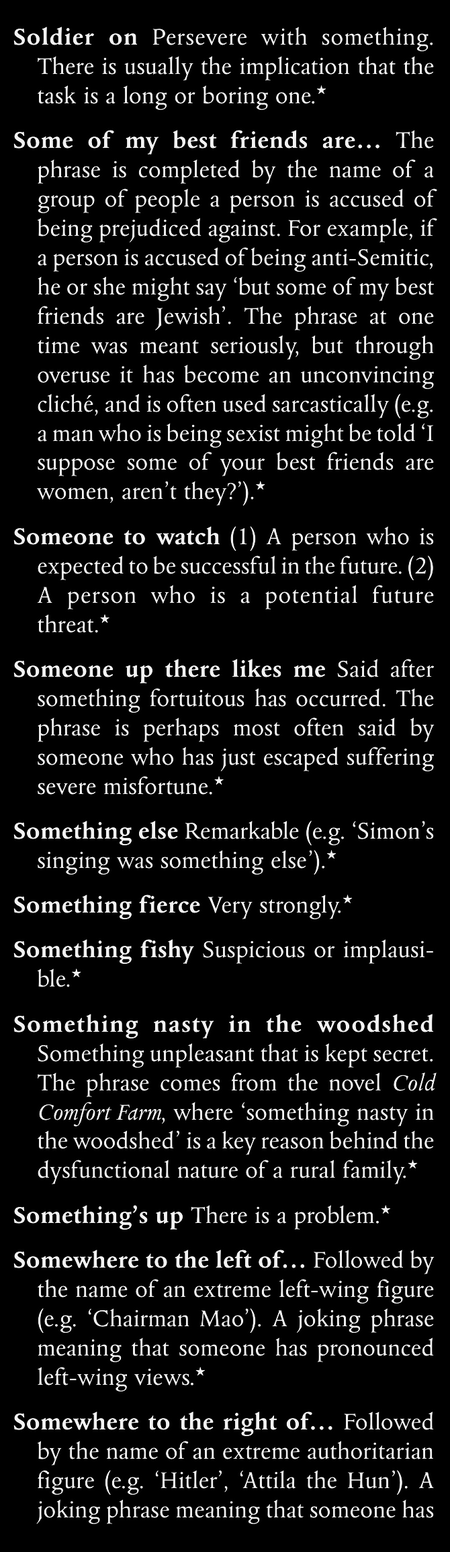 Soldier on Persevere with something.
There is usually the implication that the
task is a long or boring one.★
Some of my best friends are… The
phrase is completed by the name of a
group of people a person is accused of
being prejudiced against. For example, if
a person is accused of being anti-Semitic,
he or she might say ‘but some of my best
friends are Jewish’. The phrase at one
time was meant seriously, but through
overuse it has become an unconvincing
cliché, and is often used sarcastically (e.g.
a man who is being sexist might be told ‘I
suppose some of your best friends are
women, aren’t they?’).★
Someone to watch (1) A person who is
expected to be successful in the future. (2)
A person who is a potential future
threat.★
Someone up there likes me Said after
something fortuitous has occurred. The
phrase is perhaps most often said by
someone who has just escaped suffering
severe misfortune.★
Something else Remarkable (e.g. ‘Simon’s
singing was something else’).★
Something fierce Very strongly.★
Something fishy Suspicious or implausi-
ble.★
Something nasty in the woodshed
Something unpleasant that is kept secret.
The phrase comes from the novel Cold
Comfort Farm, where ‘something nasty in
the woodshed’ is a key reason behind the
dysfunctional nature of a rural family.★
Something’s up There is a problem.★
Somewhere to the left of… Followed by
the name of an extreme left-wing figure
(e.g. ‘Chairman Mao’). A joking phrase
meaning that someone has pronounced
left-wing views.★
Somewhere to the right of… Followed
by the name of an extreme authoritarian
figure (e.g. ‘Hitler’, ‘Attila the Hun’). A
joking phrase meaning that someone has